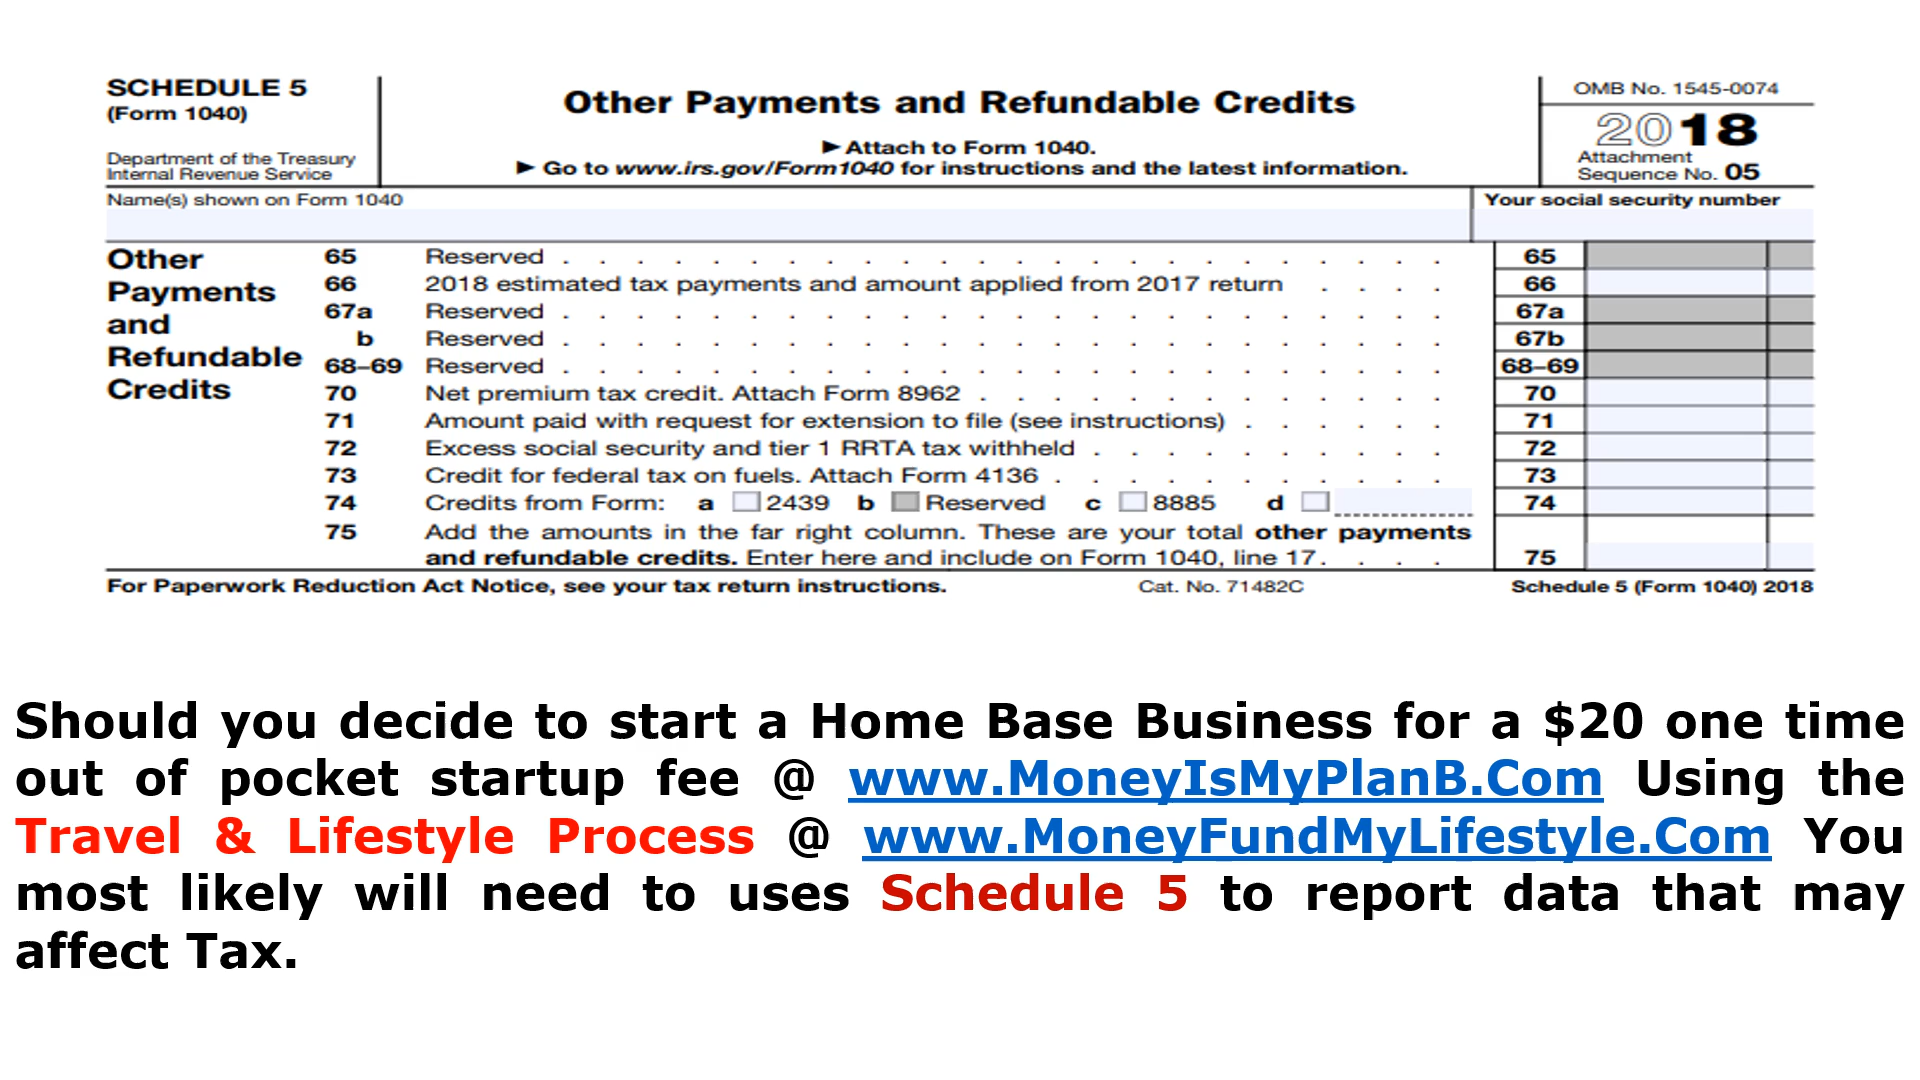 SCHEDULE 5
(Form 1040)
Department of the Treasury
Internal Revenue Service
Other Payments and Refundable Credits
► Attach to Form 1040.
► Go to www.irs.gov/Form1040 for instructions and the latest information.
OMB No. 1545-0074
2018
Attachment
Sequence No. 05
Name(s) shown on Form 1040
Your social security number
Other
Payments
and
Refundable
Credits
65 Reserved . . . . . . . . . . . . . . . . . . . . . . . . 65
66 2018 estimated tax payments and amount applied from 2017 return . . . . 66
67a Reserved . . . . . . . . . . . . . . . . . . . . . . . . 67a
b Reserved . . . . . . . . . . . . . . . . . . . . . . . . 67b
68–69 Reserved . . . . . . . . . . . . . . . . . . . . . . . . 68–69
70 Net premium tax credit. Attach Form 8962 . . . . . . . . . . . . . 70
71 Amount paid with request for extension to file (see instructions) . . . . . . 71
72 Excess social security and tier 1 RRTA tax withheld . . . . . . . . . . 72
73 Credit for federal tax on fuels. Attach Form 4136 . . . . . . . . . . . 73
74 Credits from Form: a 2439 b Reserved c 8885 d 74
75 Add the amounts in the far right column. These are your total other payments
and refundable credits. Enter here and include on Form 1040, line 17. . . . 75
For Paperwork Reduction Act Notice, see your tax return instructions. Cat. No. 71482C Schedule 5 (Form 1040) 2018
Should you decide to start a Home Base Business for a $20 one time
out of pocket startup fee @ www.MoneyIsMyPlanB.Com Using the
Travel & Lifestyle Process @ www.MoneyFundMyLifestyle.Com You
most likely will need to uses Schedule 5 to report data that may
affect Tax.